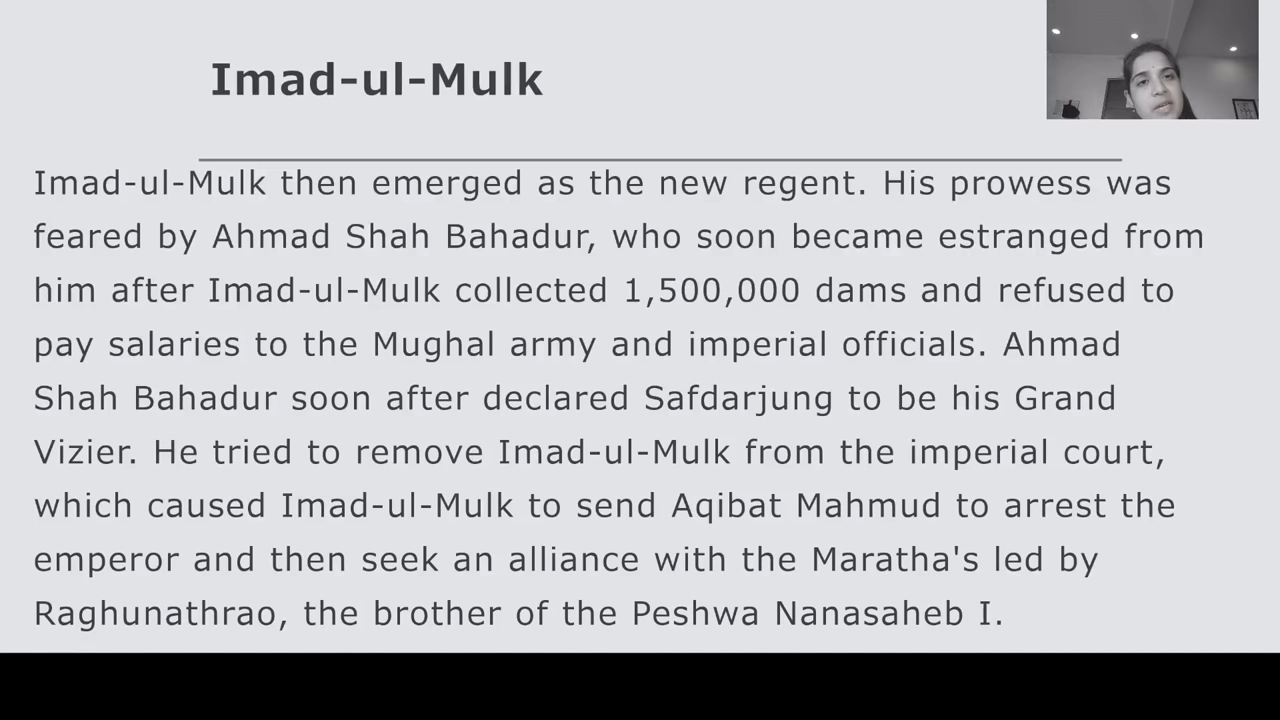 Imad-ul-Mulk
Imad-ul-Mulk then emerged as the new regent. His prowess was
feared by Ahmad Shah Bahadur, who soon became estranged from
him after Imad-ul-Mulk collected 1,500,000 dams and refused to
pay salaries to the Mughal army and imperial officials. Ahmad
Shah Bahadur soon after declared Safdarjung to be his Grand
Vizier. He tried to remove Imad-ul-Mulk from the imperial court,
which caused Imad-ul-Mulk to send Aqibat Mahmud to arrest the
emperor and then seek an alliance with the Maratha's led by
Raghunathrao, the brother of the Peshwa Nanasaheb I.